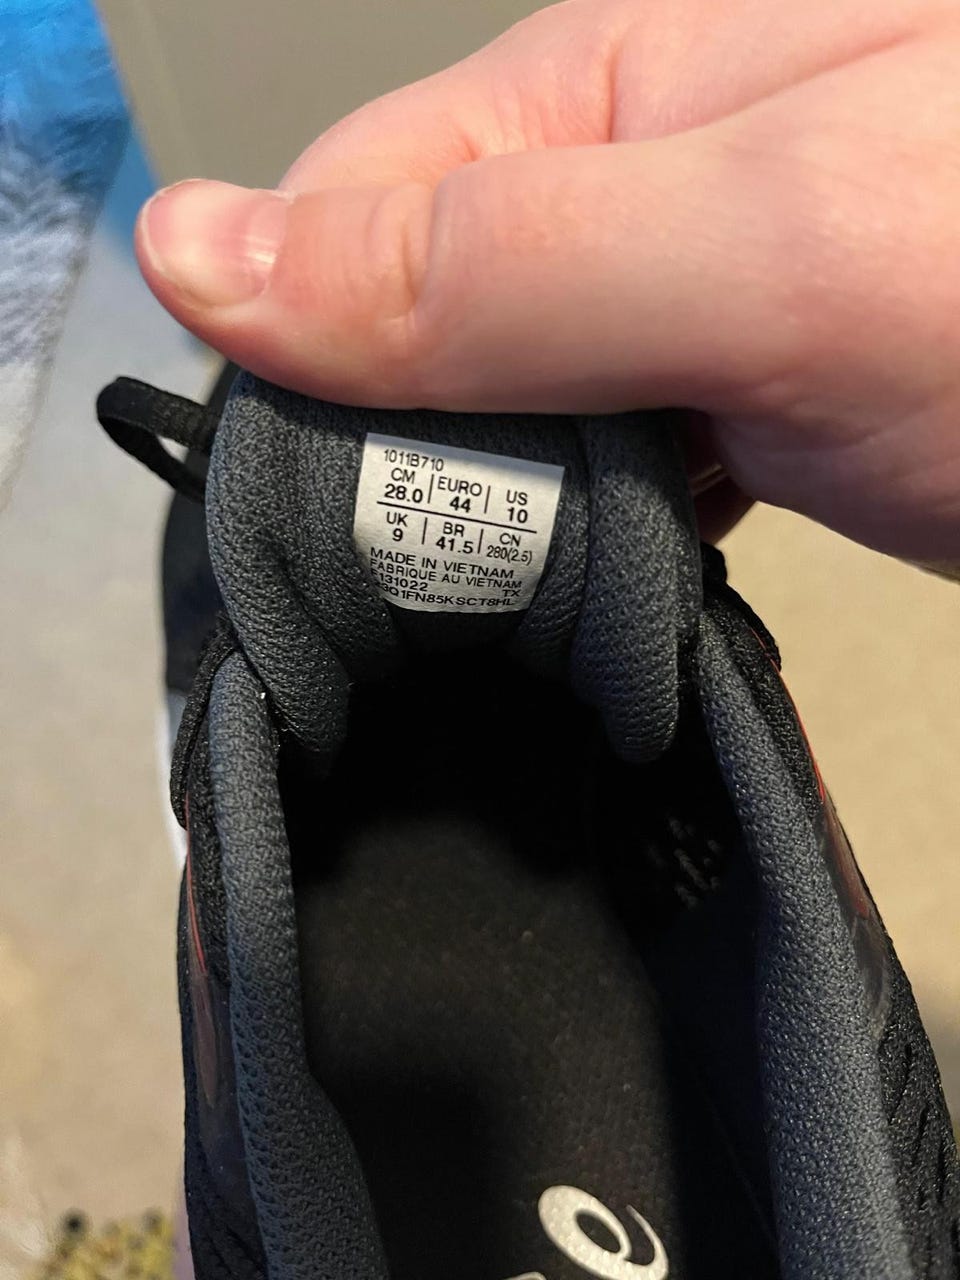 1011B710
CM EURO US
28.0 44 10
UK BR CN
9 41.5 280(2.5)
MADE IN VIETNAM
FABRIQUE AU VIETNAM
131022 TX